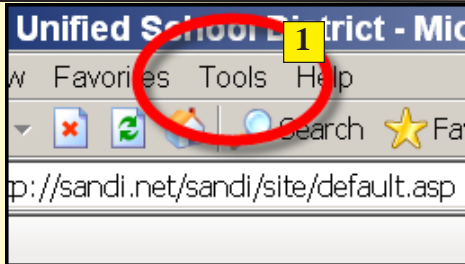 Unified School District - Mic
1
w Favorites Tools Help
Search Fa
p://sandi.net/sandi/site/default.asp